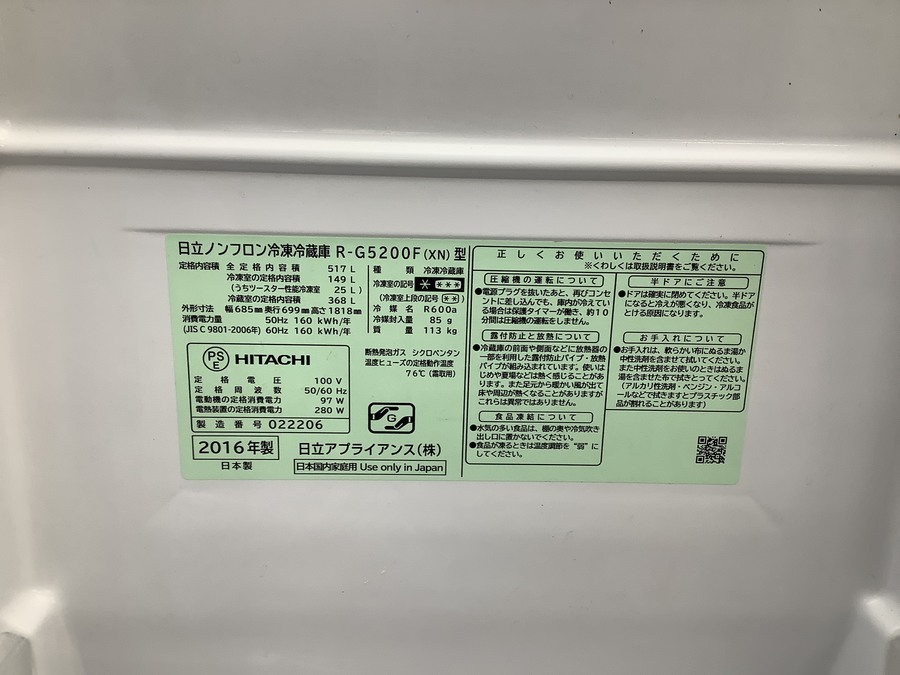 日立ノンフロン冷凍冷蔵庫 R-G5200F(XN)型
定格内容積 全定格内容積 517 L
冷凍室の定格内容積 149 L
(うちツースター性能冷凍室 25 L)
冷蔵室の定格内容積 368 L
外形寸法 幅685mm奥行699mm高さ1818mm
消費電力量 50Hz 160 kWh/年
(JIS C 9801-2006年) 60Hz 160 kWh/年
種類 冷凍冷蔵庫
冷凍室の記号 * ***
(冷凍室上段の記号 **)
冷媒 R600a
冷媒封入量 85 g
質量 113 kg
PSE HITACHI
定格電圧 100 V
定格周波数 50/60 Hz
電動機の定格消費電力 97 W
電熱装置の定格消費電力 280 W
製造番号 022206
断熱発泡ガス シクロペンタン
温度ヒューズの定格動作温度
76℃(霜取用)
G
2016年製
日本製
日立アプライアンス(株)
日本国内家庭用 Use only in Japan
正しくお使いいただくために
※くわしくは取扱説明書をご覧ください。
圧縮機の運転について
●電源プラグを抜いたあと、再びコンセ
ントに差し込んでも、庫内が冷えてい
る場合は保護タイマーが働き、約10
分間は圧縮機の運転をしません。
露付防止と放熱について
●冷蔵庫の前面や側面などに放熱器の
一部を利用した露付防止パイプ・放熱
パイプが組み込まれています。使いは
じめや夏場などは熱く感じることがあ
ります。また足元から暖かい風が出て
床や周辺が熱くなることがありますが
これらは異常ではありません。
食品凍結について
●水気の多い食品は、棚の奥や冷気吹き
出し口に置かないでください。
●食品が凍るときは温度調節を“弱”に
してください。
半ドアにご注意
●ドアは確実に閉めてください。半ドア
になると冷えが悪くなり、冷凍食品が
とける原因になります。
お手入れについて
●お手入れは、軟らかい布にぬるま湯か
中性洗剤を含ませて拭いてください。
また中性洗剤をお使いのときはぬるま
湯を含ませた布で拭きとってください。
(アルカリ性洗剤・ベンジン・アルコ
ールなどで拭きますとプラスチック部
品が割れることがあります)